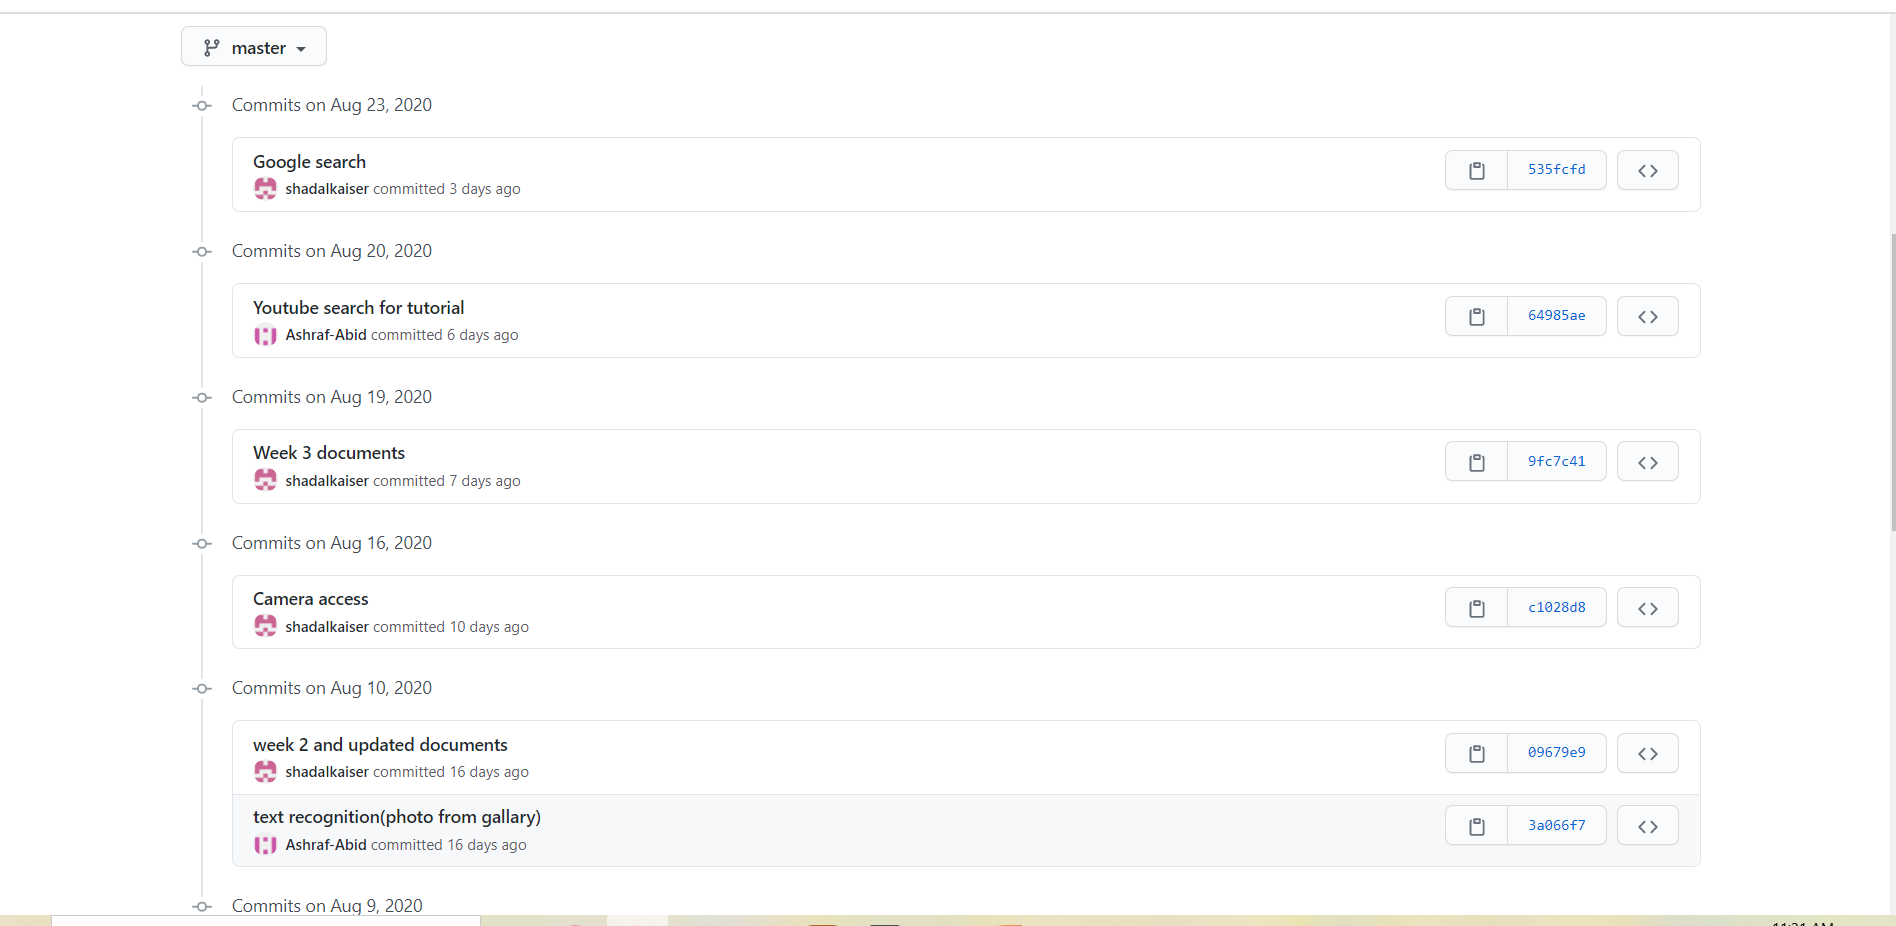 master
Commits on Aug 23, 2020
Google search
shadalkaiser committed 3 days ago
535fcfd
Commits on Aug 20, 2020
Youtube search for tutorial
Ashraf-Abid committed 6 days ago
64985ae
Commits on Aug 19, 2020
Week 3 documents
shadalkaiser committed 7 days ago
9fc7c41
Commits on Aug 16, 2020
Camera access
shadalkaiser committed 10 days ago
c1028d8
Commits on Aug 10, 2020
week 2 and updated documents
shadalkaiser committed 16 days ago
09679e9
text recognition(photo from gallary)
Ashraf-Abid committed 16 days ago
3a066f7
Commits on Aug 9, 2020